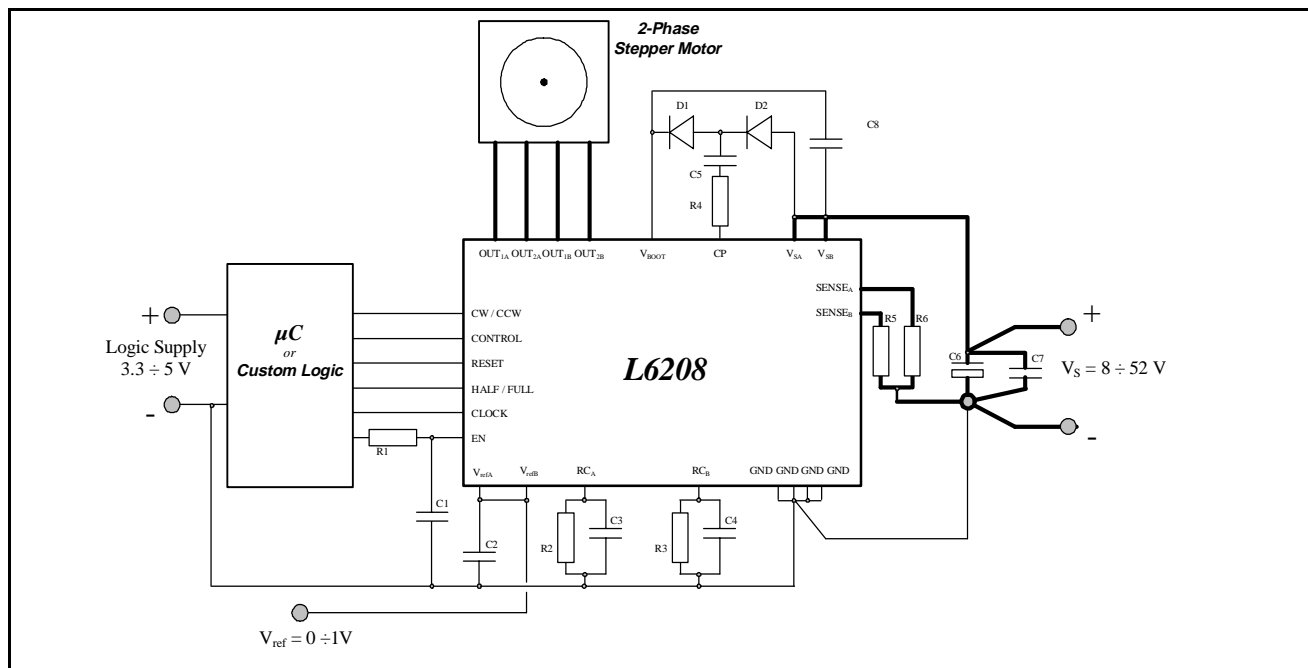 2-Phase
Stepper Motor
D1
D2
C8
C5
R4
OUT1A OUT2A OUT1B OUT2B
VBOOT
CP
VSA
VSB
SENSEA
SENSEB
R5
R6
+
Logic Supply
3.3 ÷ 5 V
-
µC
or
Custom Logic
CW / CCW
CONTROL
RESET
HALF / FULL
CLOCK
EN
R1
L6208
C6
C7
+
VS = 8 ÷ 52 V
-
VrefA
VrefB
RCA
RCB
GND GND GND GND
C1
C2
R2
C3
R3
C4
Vref = 0 ÷1V